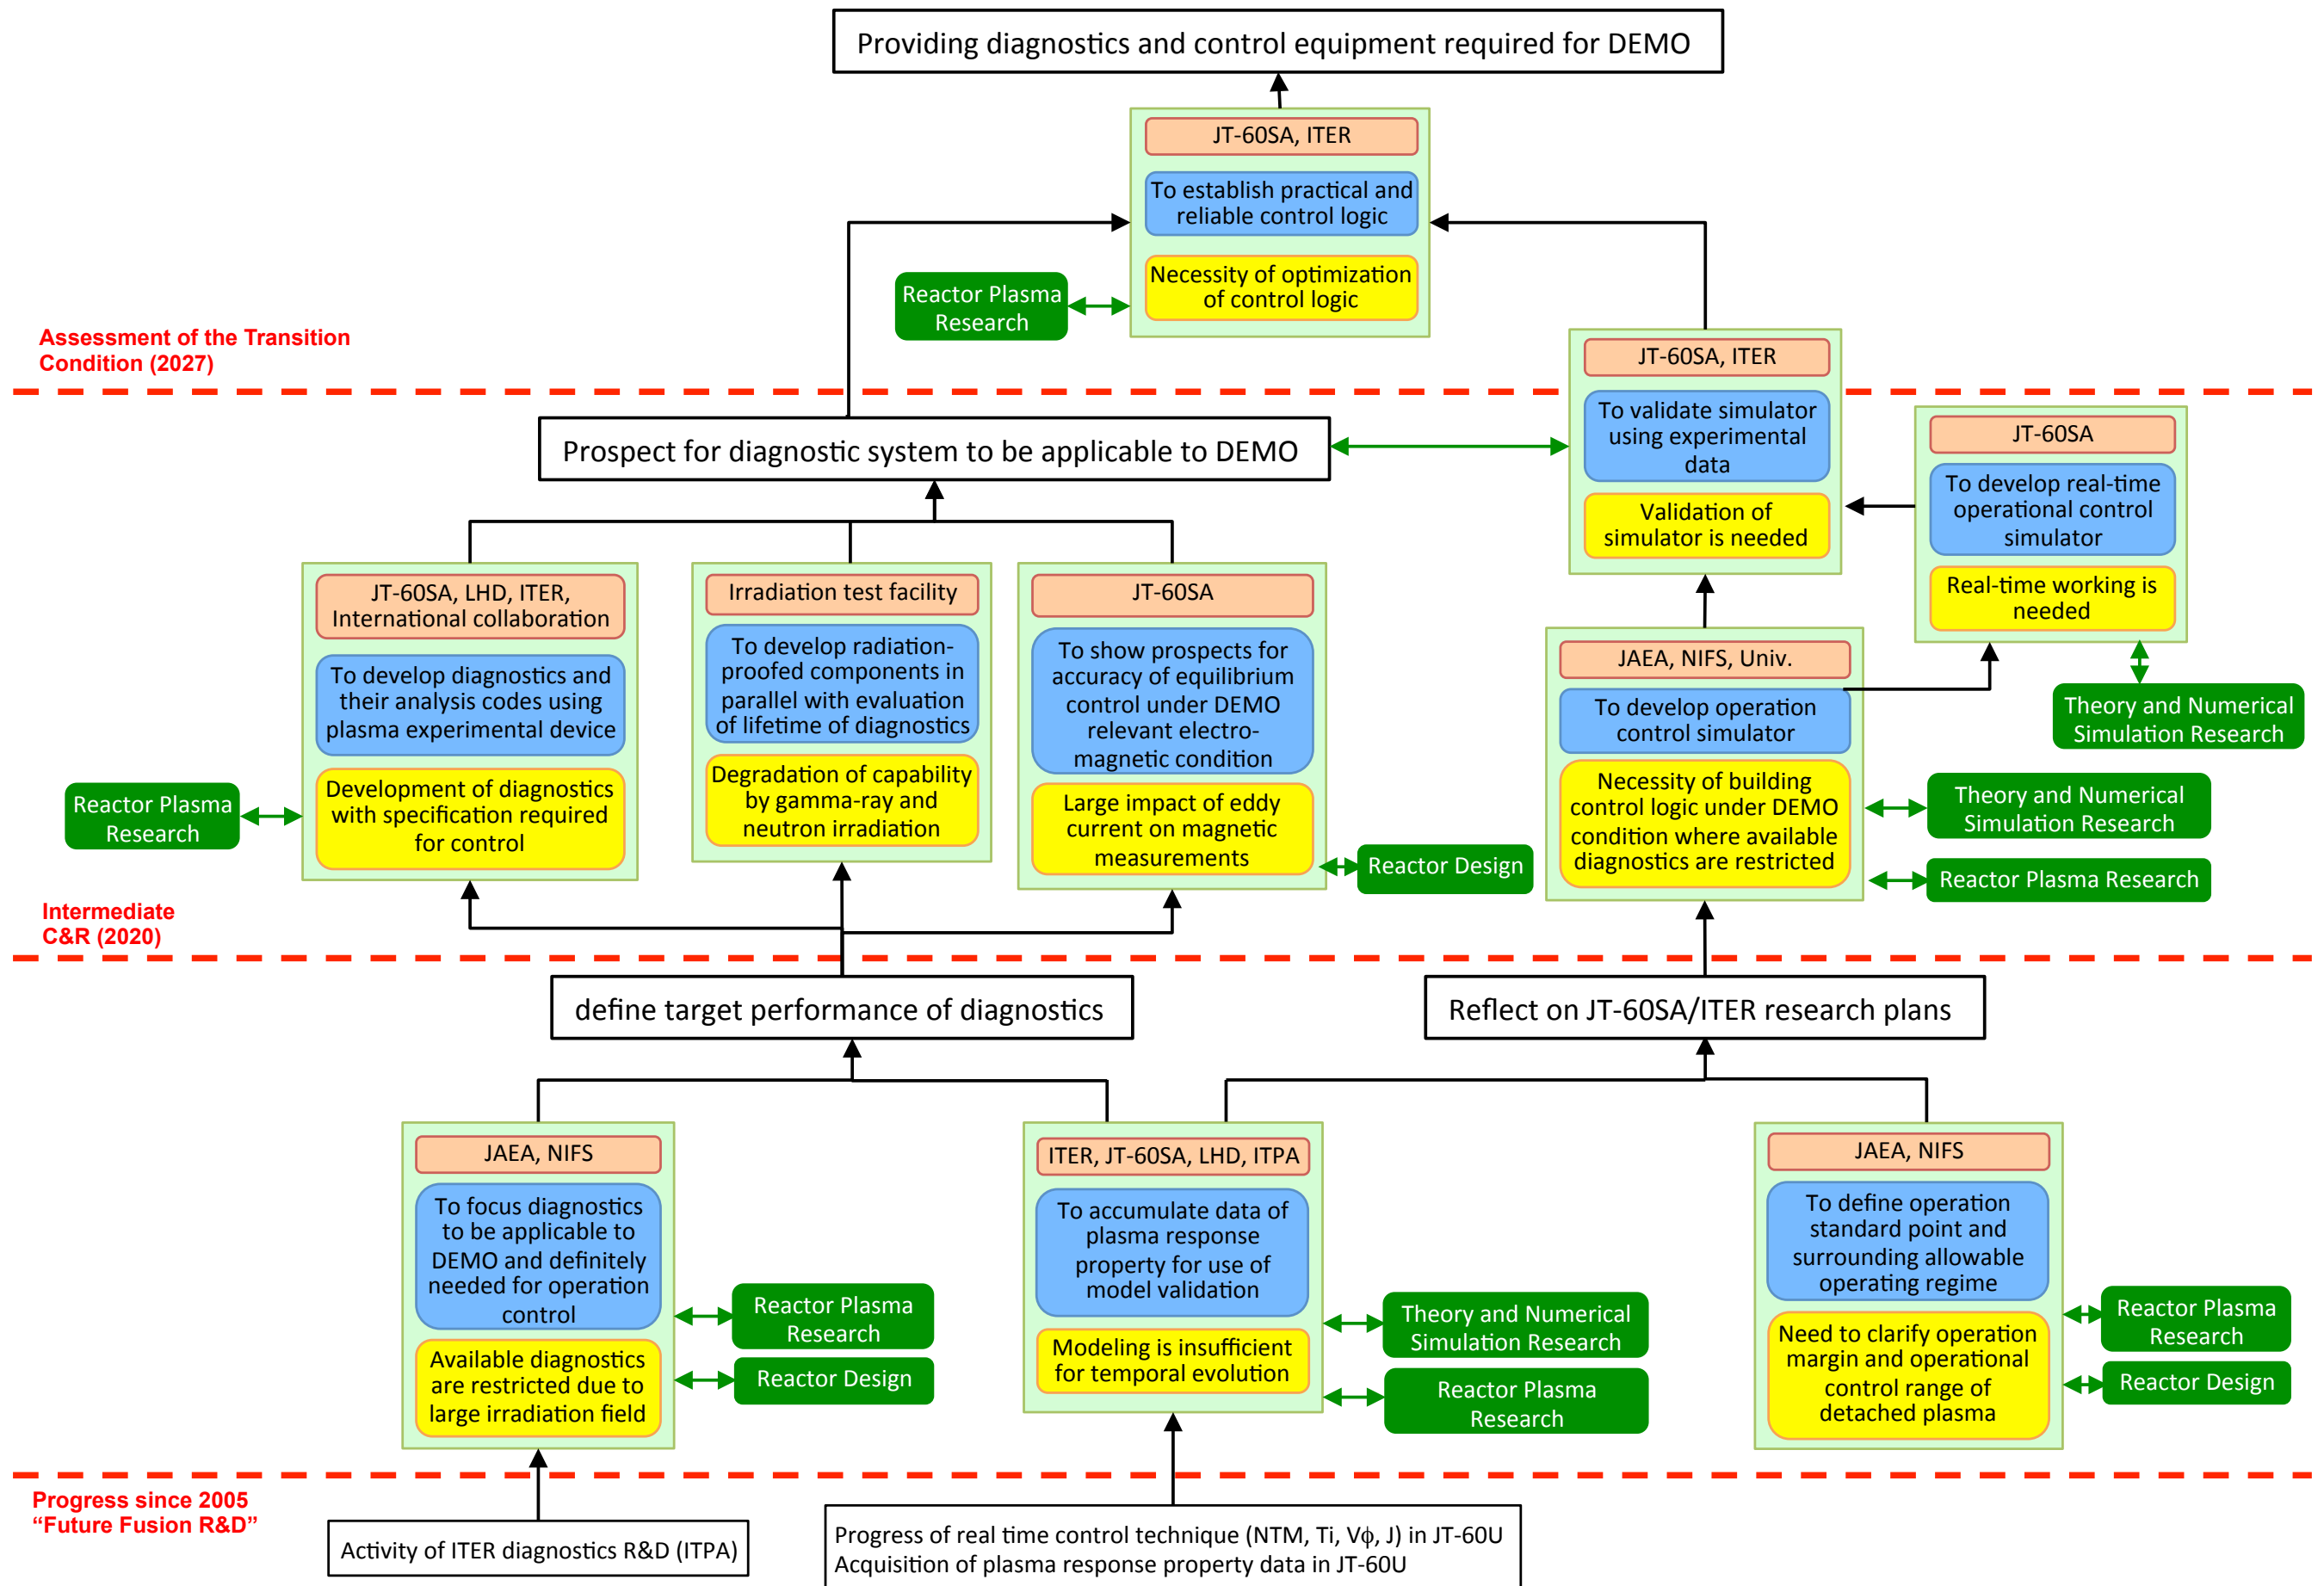 Providing diagnostics and control equipment required for DEMO
JT-60SA, ITER
To establish practical and
reliable control logic
Necessity of optimization
of control logic
Reactor Plasma
Research
Assessment of the Transition
Condition (2027)
JT-60SA, ITER
To validate simulator
using experimental
data
Validation of
simulator is needed
JT-60SA
To develop real-time
operational control
simulator
Real-time working is
needed
Theory and Numerical
Simulation Research
Prospect for diagnostic system to be applicable to DEMO
JT-60SA, LHD, ITER,
International collaboration
To develop diagnostics and
their analysis codes using
plasma experimental device
Development of diagnostics
with specification required
for control
Reactor Plasma
Research
Irradiation test facility
To develop radiation-
proofed components in
parallel with evaluation
of lifetime of diagnostics
Degradation of capability
by gamma-ray and
neutron irradiation
JT-60SA
To show prospects for
accuracy of equilibrium
control under DEMO
relevant electro-
magnetic condition
Large impact of eddy
current on magnetic
measurements
Reactor Design
JAEA, NIFS, Univ.
To develop operation
control simulator
Necessity of building
control logic under DEMO
condition where available
diagnostics are restricted
Theory and Numerical
Simulation Research
Reactor Plasma Research
Intermediate
C&R (2020)
define target performance of diagnostics
Reflect on JT-60SA/ITER research plans
JAEA, NIFS
To focus diagnostics
to be applicable to
DEMO and definitely
needed for operation
control
Available diagnostics
are restricted due to
large irradiation field
Reactor Plasma
Research
Reactor Design
ITER, JT-60SA, LHD, ITPA
To accumulate data of
plasma response
property for use of
model validation
Modeling is insufficient
for temporal evolution
Theory and Numerical
Simulation Research
Reactor Plasma
Research
JAEA, NIFS
To define operation
standard point and
surrounding allowable
operating regime
Need to clarify operation
margin and operational
control range of
detached plasma
Reactor Plasma
Research
Reactor Design
Progress since 2005
“Future Fusion R&D”
Activity of ITER diagnostics R&D (ITPA)
Progress of real time control technique (NTM, Ti, Vϕ, J) in JT-60U
Acquisition of plasma response property data in JT-60U